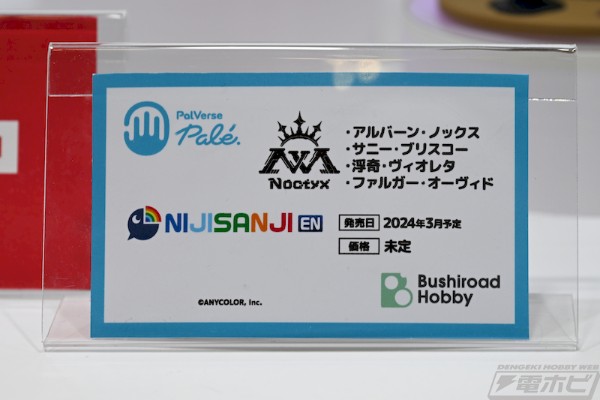 PalVerse
Palé.
Noctyx
・アルバーン・ノックス
・サニー・ブリスコー
・浮奇・ヴィオレタ
・ファルガー・オーヴィド
NIJISANJI EN
発売日 2024年3月予定
価格 未定
Bushiroad
Hobby
©ANYCOLOR, Inc.
DENGEKI HOBBY WEB
電ホビ